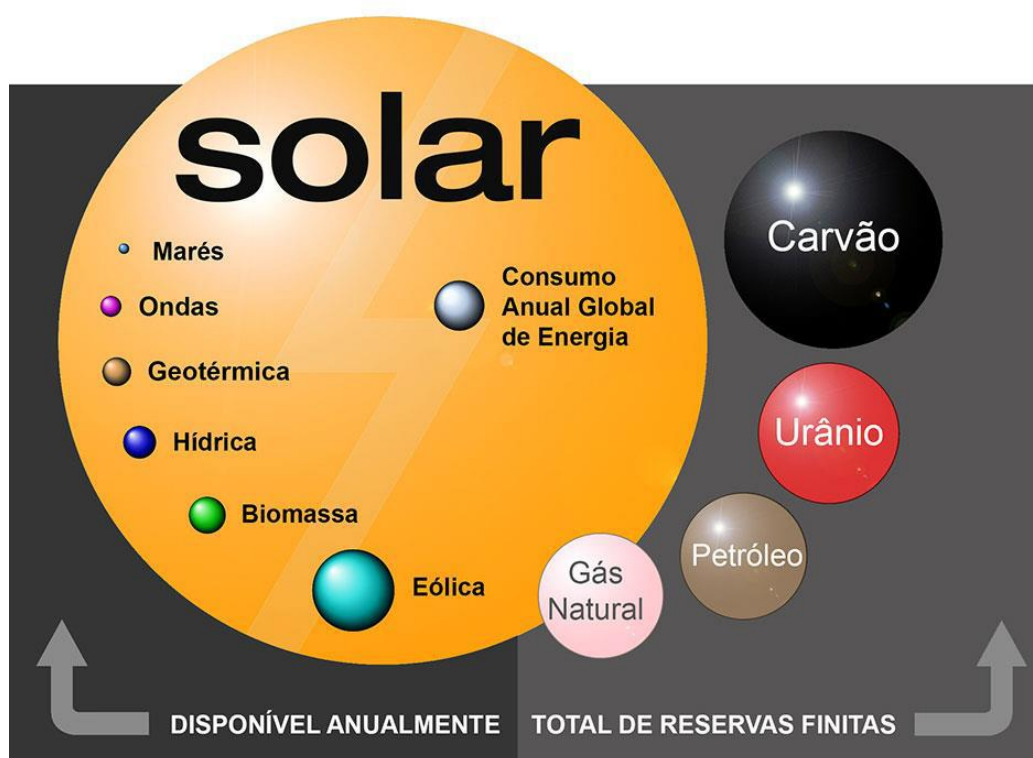 solar
Marés
Ondas
Geotérmica
Hídrica
Biomassa
Eólica
Consumo
Anual Global
de Energia
Carvão
Urânio
Petróleo
Gás
Natural
DISPONÍVEL ANUALMENTE
TOTAL DE RESERVAS FINITAS